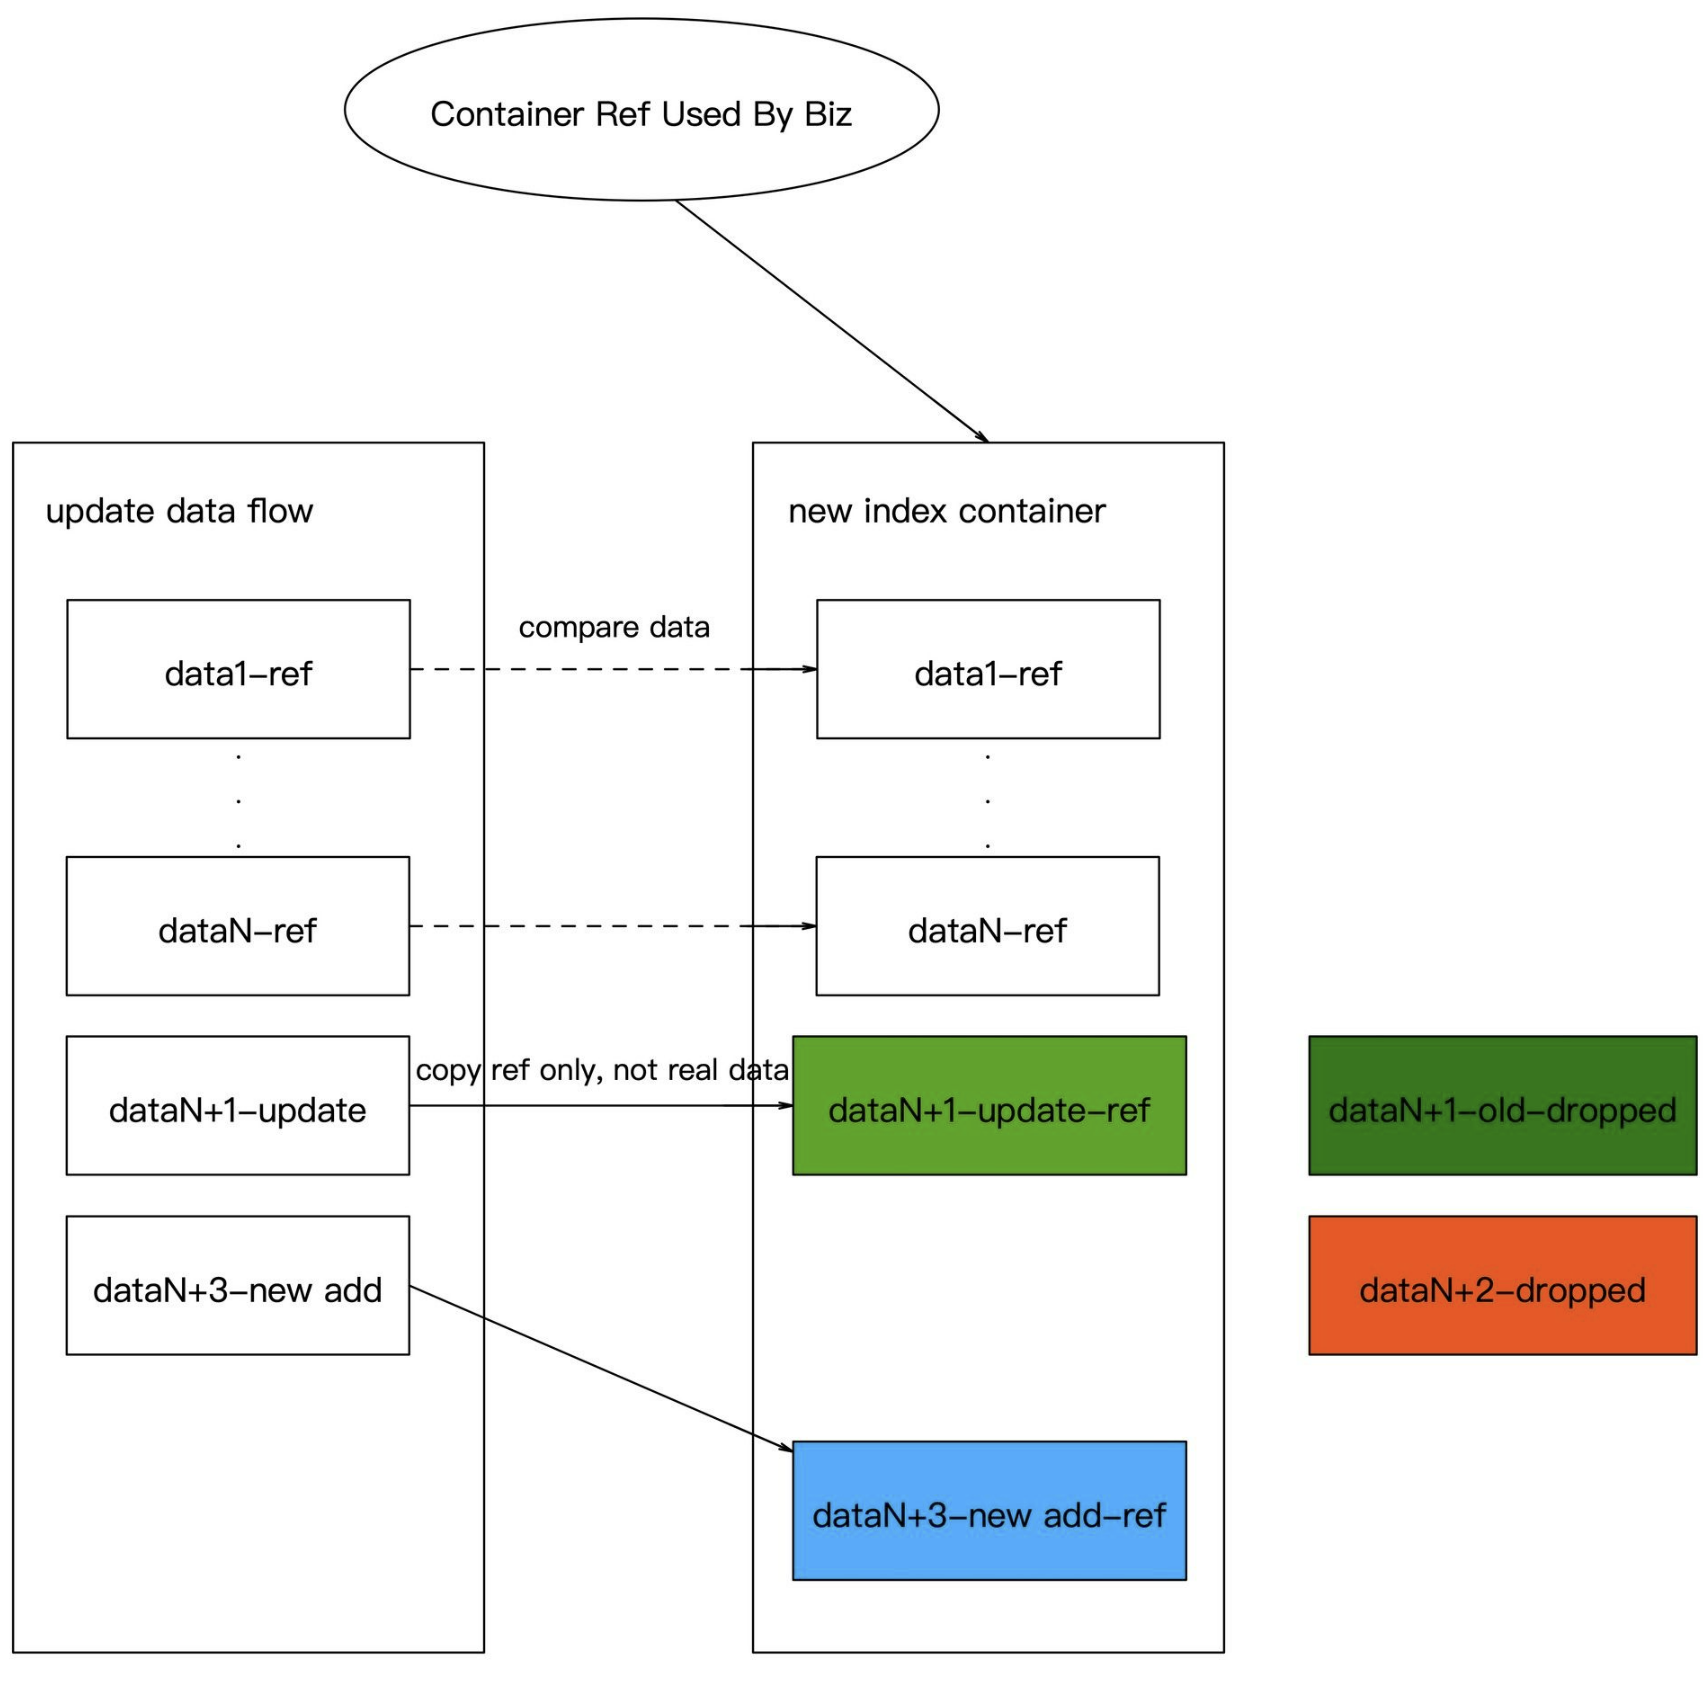 Container Ref Used By Biz
update data flow
new index container
compare data
data1–ref
data1–ref
.
.
.
.
.
.
dataN–ref
dataN–ref
copy ref only, not real data
dataN+1–update
dataN+1–update–ref
dataN+1–old–dropped
dataN+3–new add
dataN+2–dropped
dataN+3–new add–ref